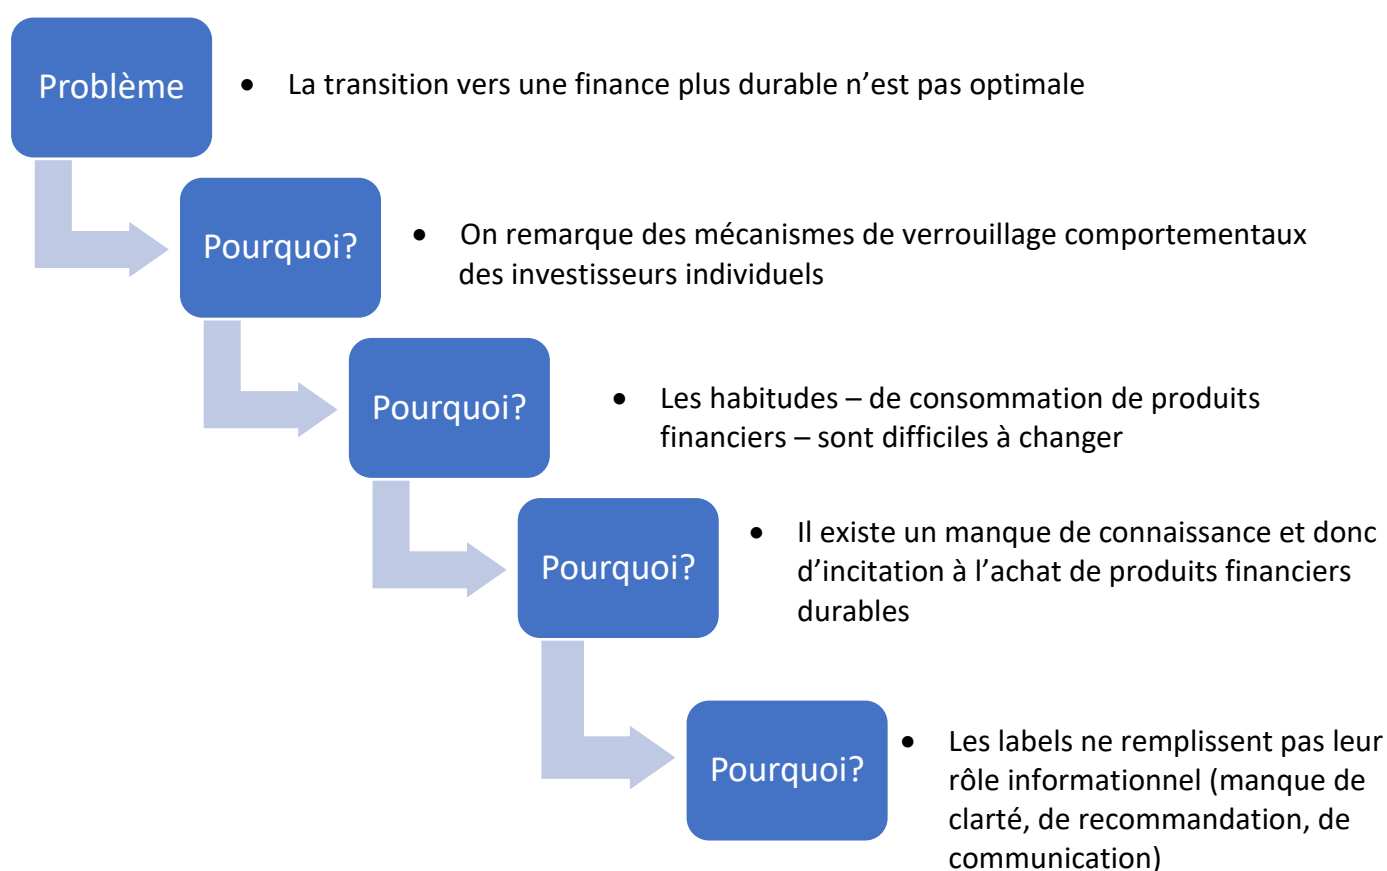 Problème
• La transition vers une finance plus durable n’est pas optimale
Pourquoi?
• On remarque des mécanismes de verrouillage comportementaux
des investisseurs individuels
Pourquoi?
• Les habitudes – de consommation de produits
financiers – sont difficiles à changer
Pourquoi?
• Il existe un manque de connaissance et donc
d’incitation à l’achat de produits financiers
durables
Pourquoi?
• Les labels ne remplissent pas leur
rôle informationnel (manque de
clarté, de recommandation, de
communication)